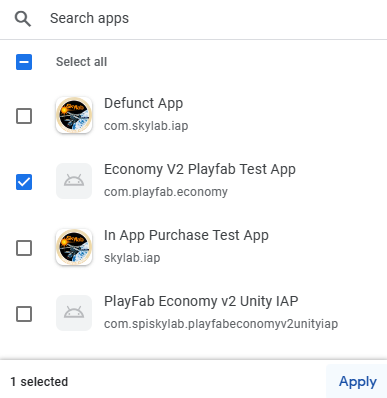 Search apps
Select all
Defunct App
com.skylab.iap
Economy V2 Playfab Test App
com.playfab.economy
In App Purchase Test App
skylab.iap
PlayFab Economy v2 Unity IAP
com.spiskylab.playfabeconomyv2unityiap
1 selected
Apply